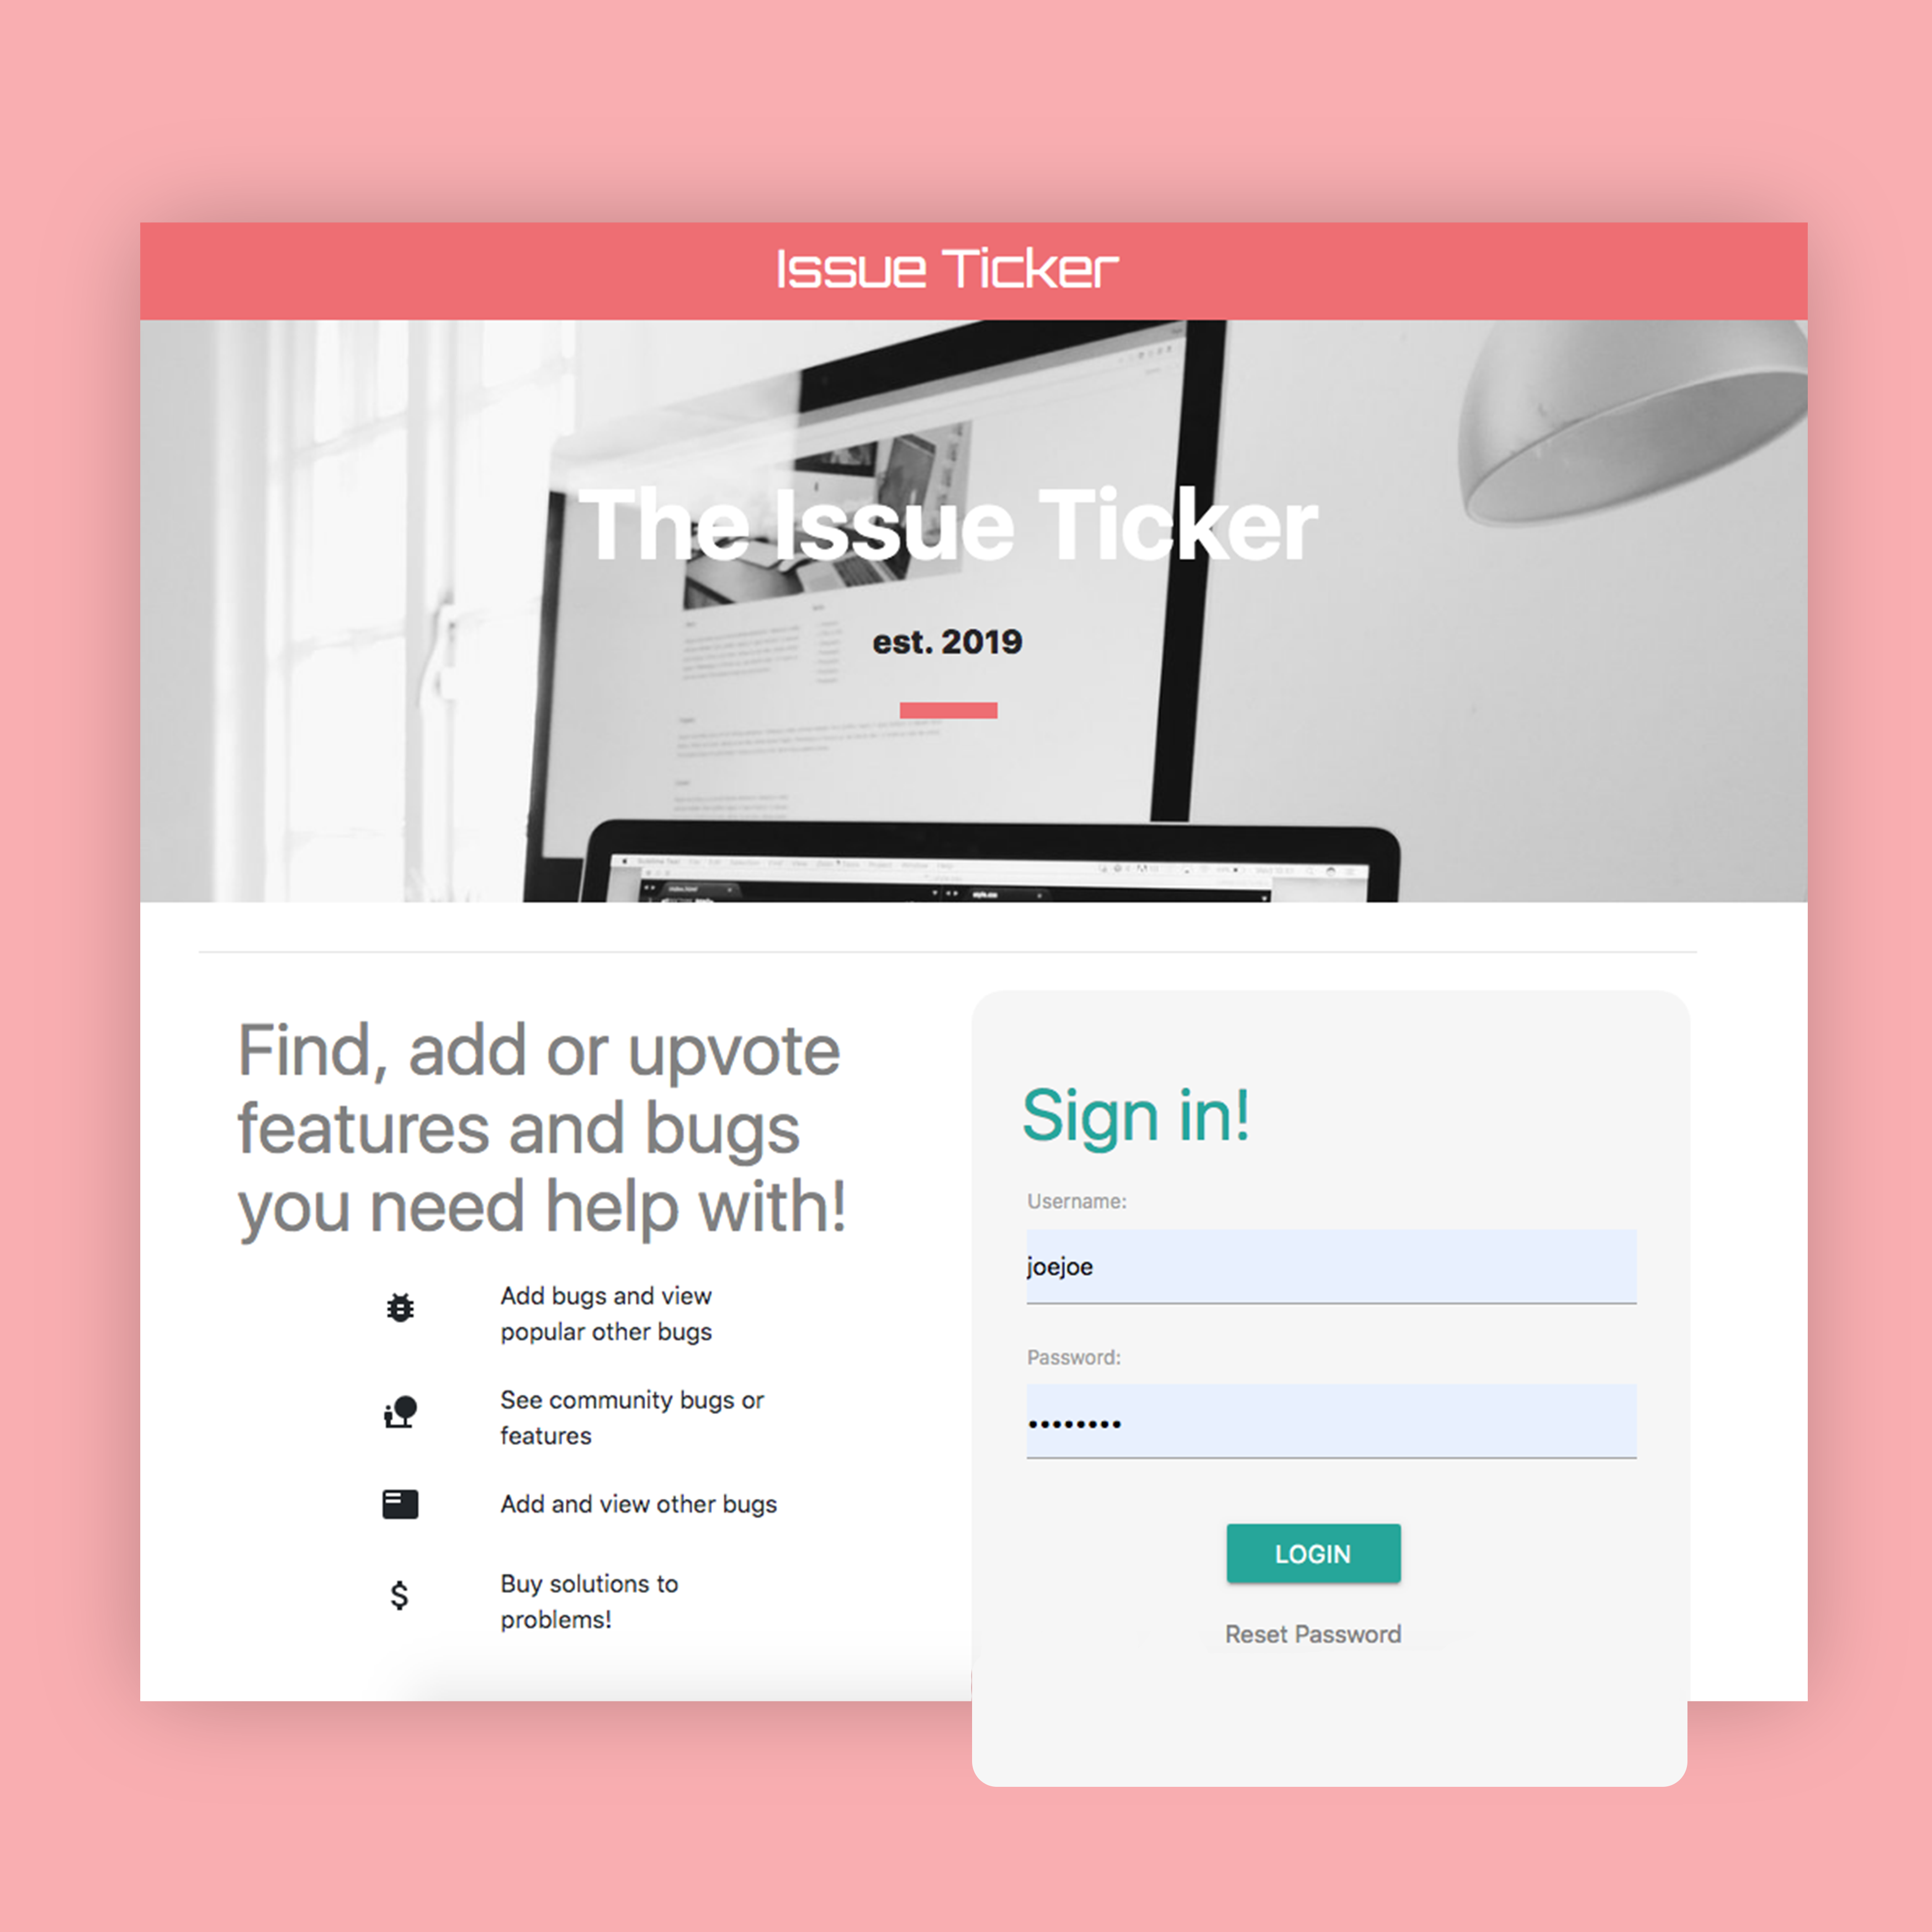 Issue Ticker
The Issue Ticker
est. 2019
Find, add or upvote
features and bugs
you need help with!
Add bugs and view
popular other bugs
See community bugs or
features
Add and view other bugs
$
Buy solutions to
problems!
Sign in!
Username:
joejoe
Password:
••••••••
LOGIN
Reset Password